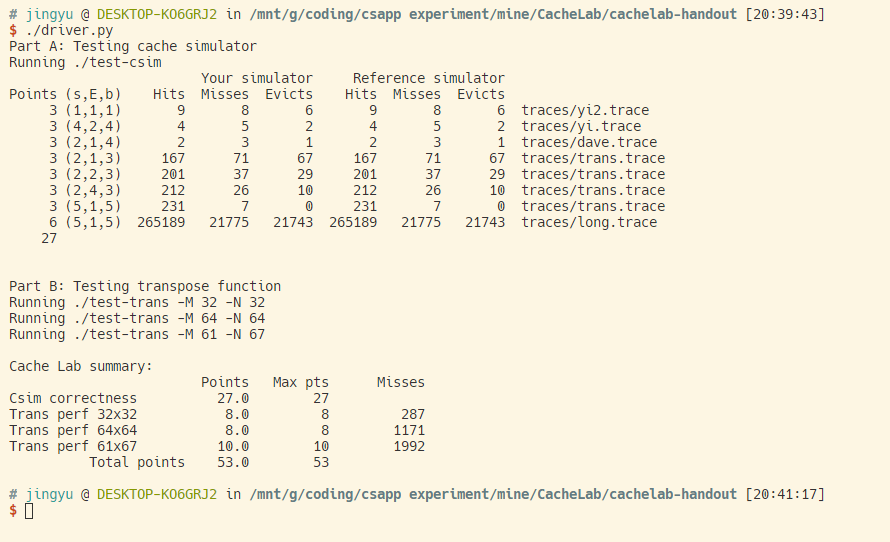 # jingyu @ DESKTOP-KO6GRJ2 in /mnt/g/coding/csapp experiment/mine/CacheLab/cachelab-handout [20:39:43]
$ ./driver.py
Part A: Testing cache simulator
Running ./test-csim
                        Your simulator     Reference simulator
Points (s,E,b)    Hits  Misses  Evicts    Hits  Misses  Evicts
     3 (1,1,1)       9       8       6       9       8       6  traces/yi2.trace
     3 (4,2,4)       4       5       2       4       5       2  traces/yi.trace
     3 (2,1,4)       2       3       1       2       3       1  traces/dave.trace
     3 (2,1,3)     167      71      67     167      71      67  traces/trans.trace
     3 (2,2,3)     201      37      29     201      37      29  traces/trans.trace
     3 (2,4,3)     212      26      10     212      26      10  traces/trans.trace
     3 (5,1,5)     231       7       0     231       7       0  traces/trans.trace
     6 (5,1,5)  265189   21775   21743  265189   21775   21743  traces/long.trace
    27
Part B: Testing transpose function
Running ./test-trans -M 32 -N 32
Running ./test-trans -M 64 -N 64
Running ./test-trans -M 61 -N 67
Cache Lab summary:
                        Points   Max pts      Misses
Csim correctness          27.0        27
Trans perf 32x32           8.0         8         287
Trans perf 64x64           8.0         8        1171
Trans perf 61x67          10.0        10        1992
          Total points    53.0        53
# jingyu @ DESKTOP-KO6GRJ2 in /mnt/g/coding/csapp experiment/mine/CacheLab/cachelab-handout [20:41:17]
$